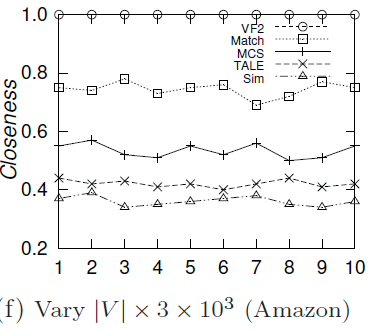 1.0
0.8
0.6
0.4
0.2
Closeness
VF2
Match
MCS
TALE
Sim
1 2 3 4 5 6 7 8 9 10
(f) Vary |V| × 3 × 10³ (Amazon)